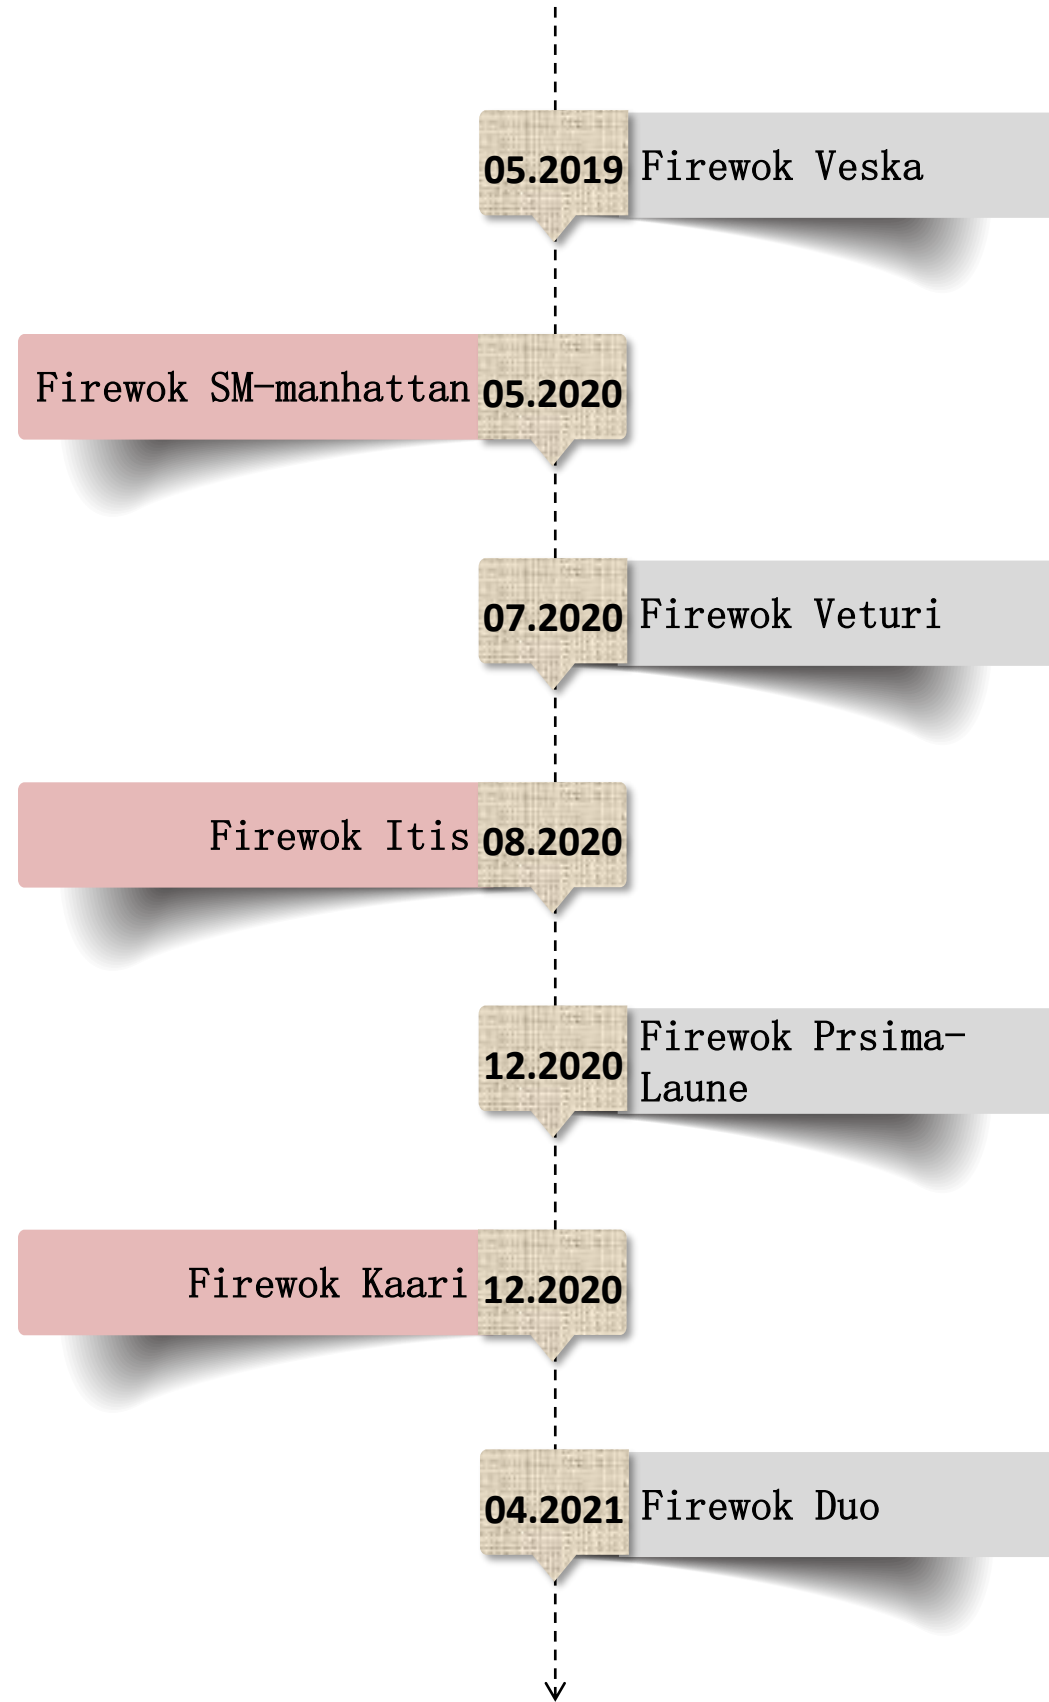 05.2019 Firewok Veska
Firewok SM-manhattan 05.2020
07.2020 Firewok Veturi
Firewok Itis 08.2020
12.2020 Firewok Prsima-
Laune
Firewok Kaari 12.2020
04.2021 Firewok Duo